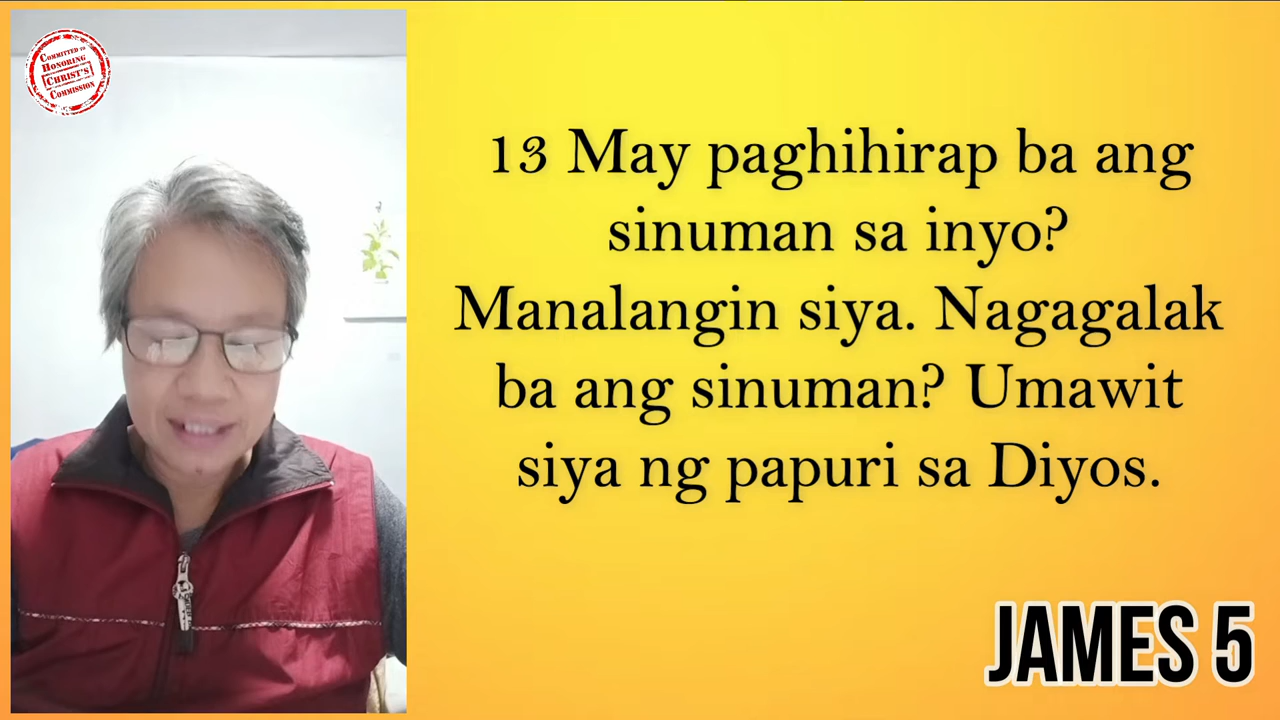 COMMITTED TO
HONORING
CHRIST'S
COMMISSION
13 May paghihirap ba ang
sinuman sa inyo?
Manalangin siya. Nagagalak
ba ang sinuman? Umawit
siya ng papuri sa Diyos.
JAMES 5